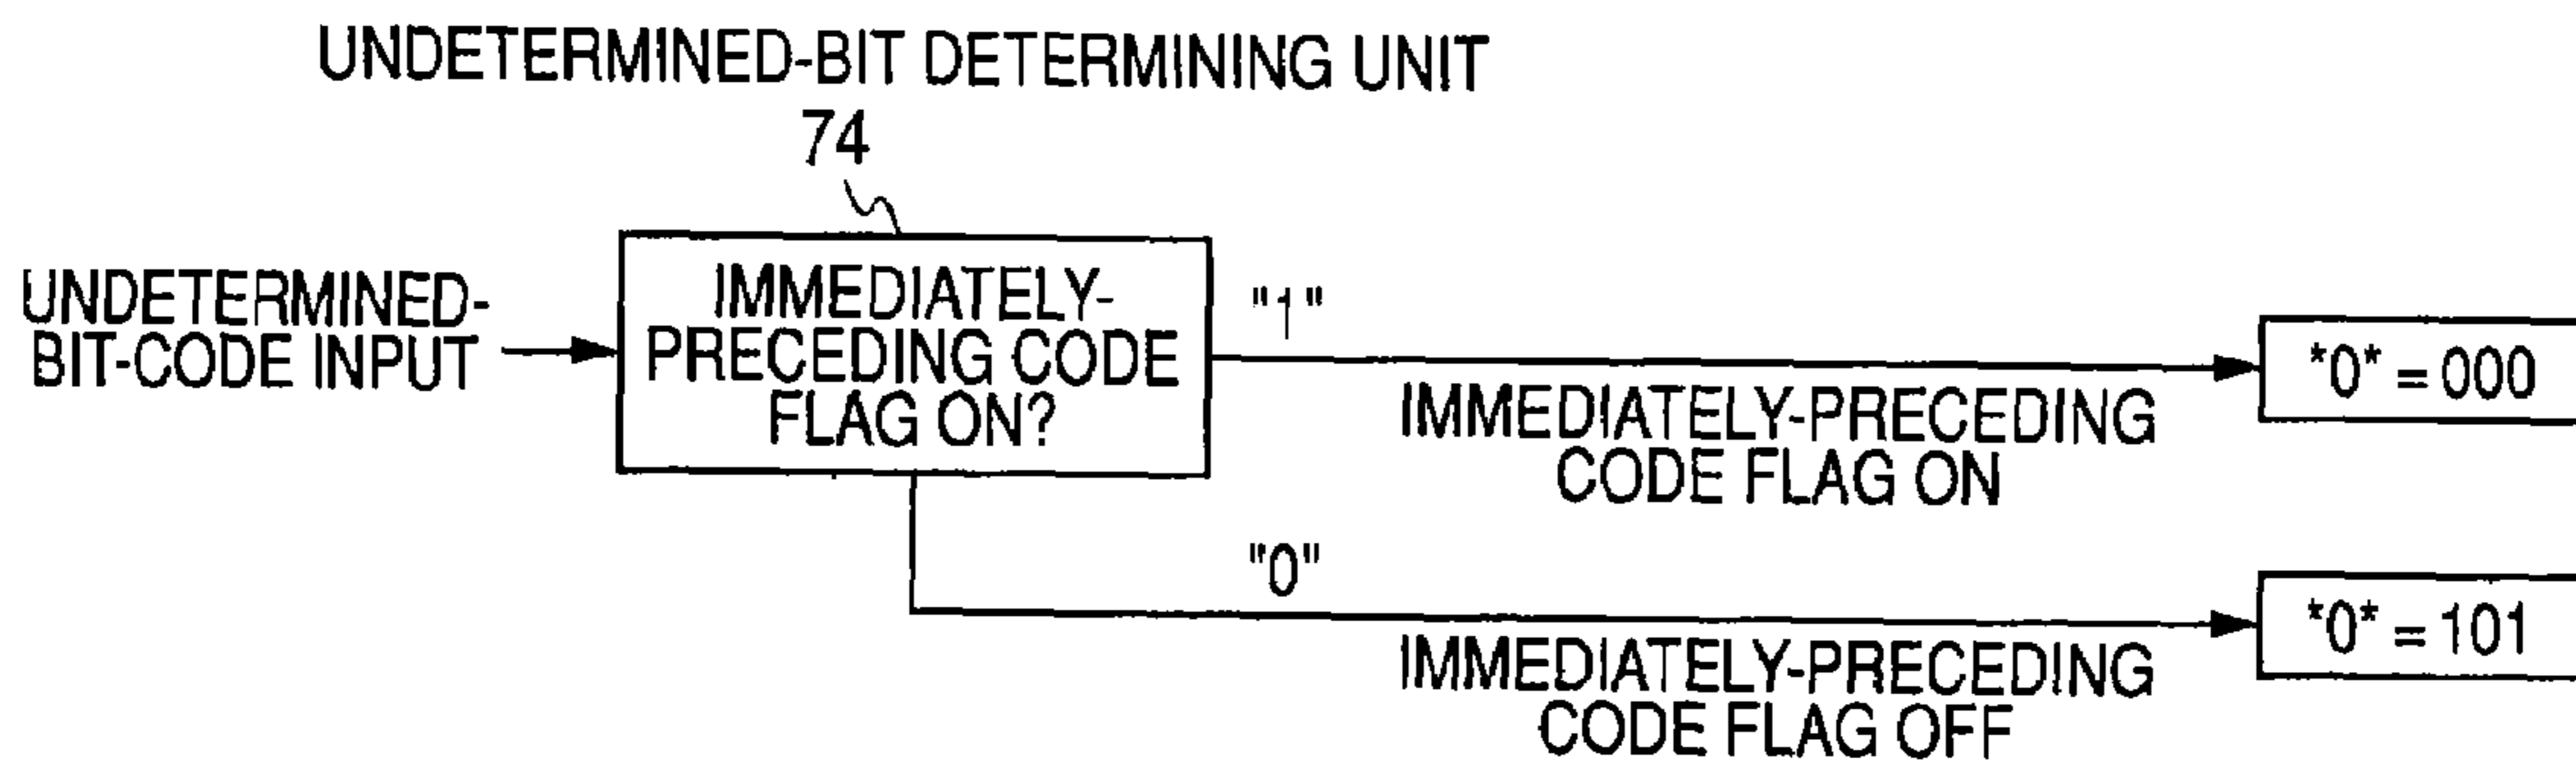 UNDETERMINED-BIT DETERMINING UNIT
74
UNDETERMINED-
BIT-CODE INPUT
IMMEDIATELY-
PRECEDING CODE
FLAG ON?
"1"
IMMEDIATELY-PRECEDING
CODE FLAG ON
*0* = 000
"0"
IMMEDIATELY-PRECEDING
CODE FLAG OFF
*0* = 101